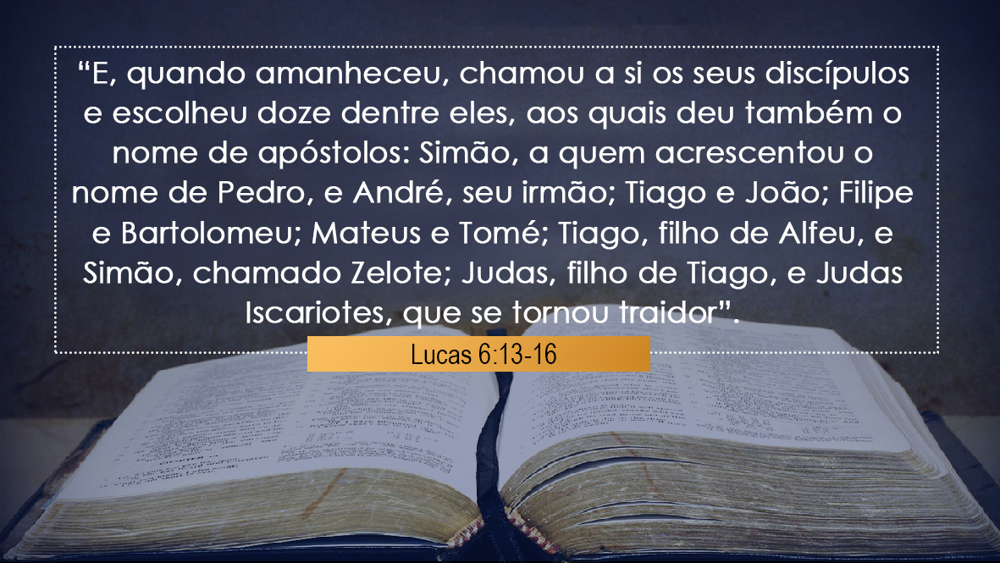 “E, quando amanheceu, chamou a si os seus discípulos
e escolheu doze dentre eles, aos quais deu também o
nome de apóstolos: Simão, a quem acrescentou o
nome de Pedro, e André, seu irmão; Tiago e João; Filipe
e Bartolomeu; Mateus e Tomé; Tiago, filho de Alfeu, e
Simão, chamado Zelote; Judas, filho de Tiago, e Judas
Iscariotes, que se tornou traidor”.
Lucas 6:13-16